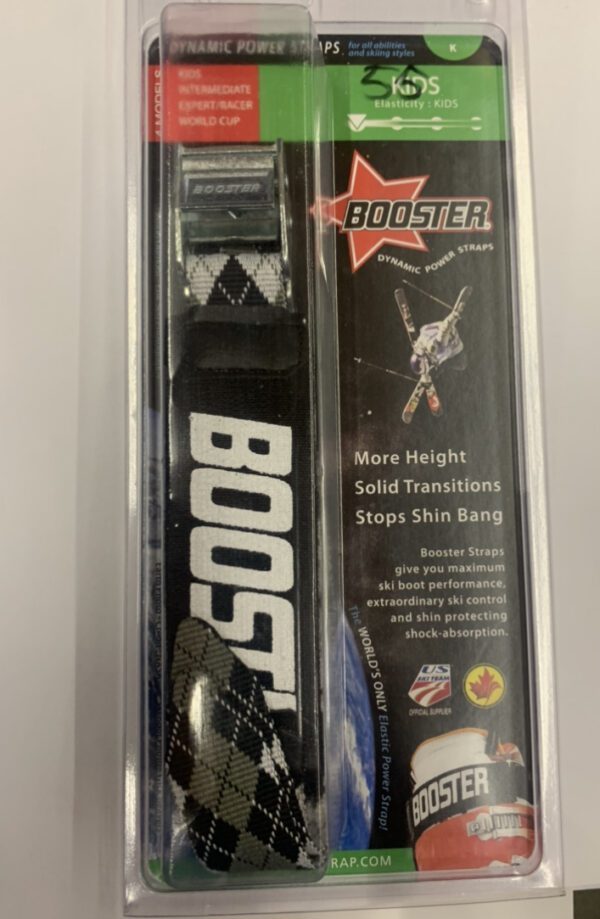 DYNAMIC POWER STRAPS
for all abilities
and skiing styles
K
4 MODELS
KIDS
INTERMEDIATE
EXPERT/RACER
WORLD CUP
KIDS
Elasticity : KIDS
BOOSTER
BOOSTER
DYNAMIC POWER STRAPS
More Height
Solid Transitions
Stops Shin Bang
BOOST
Booster Straps
give you maximum
ski boot performance,
extraordinary ski control
and shin protecting
shock-absorption.
The WORLD'S ONLY Elastic Power Strap!
US
SKI TEAM
OFFICIAL SUPPLIER
BOOSTER
RAP.COM